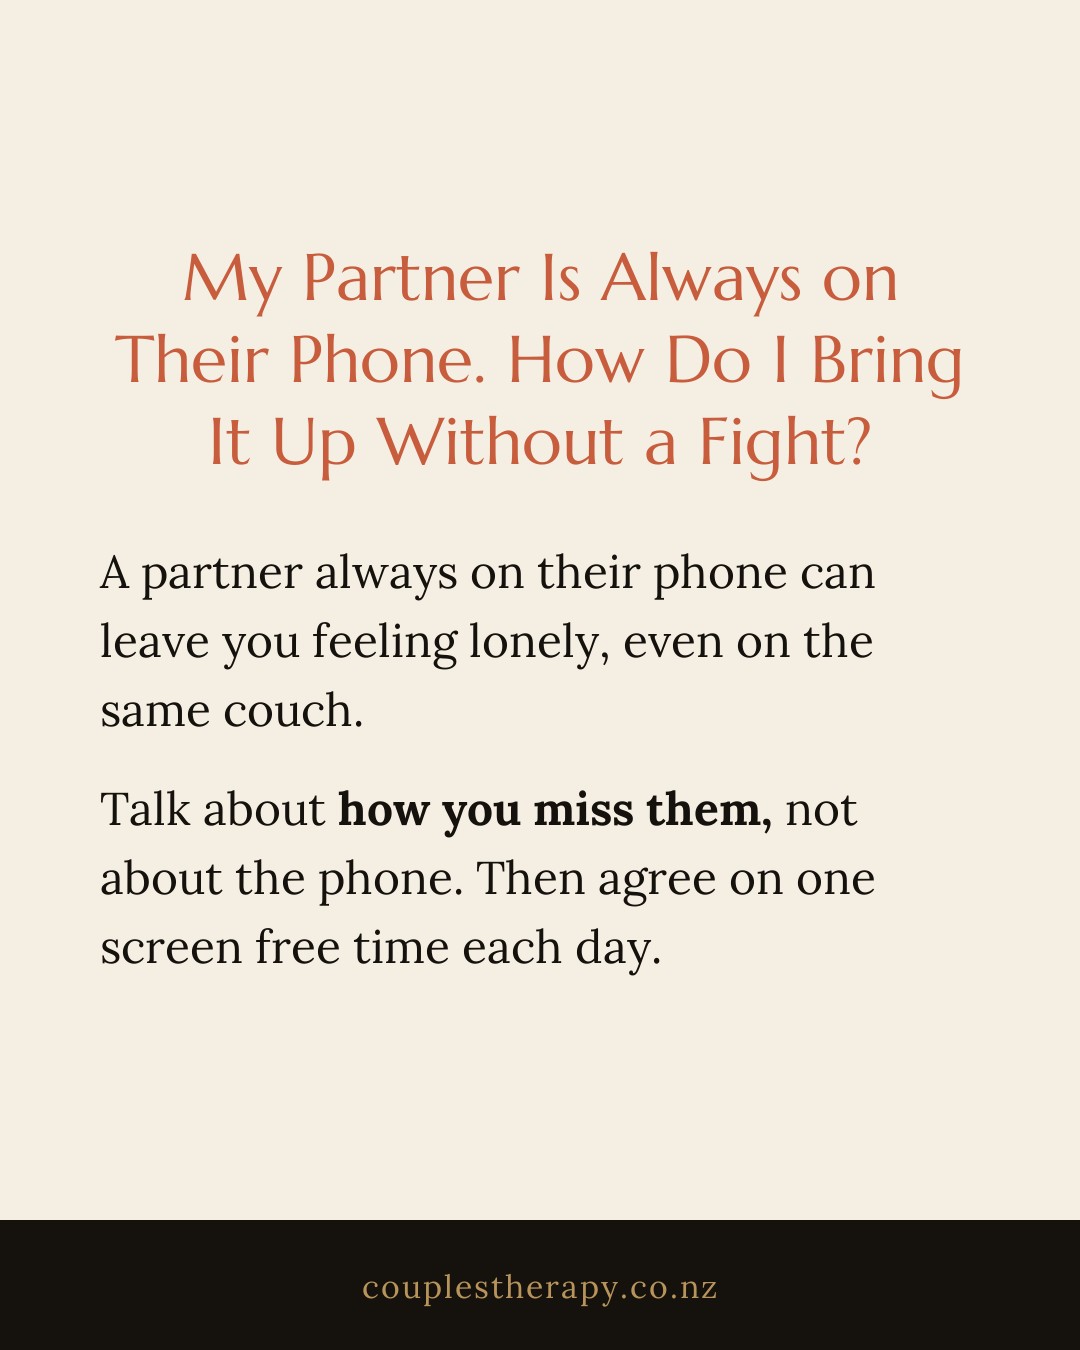 My Partner Is Always on
Their Phone. How Do I Bring
It Up Without a Fight?
A partner always on their phone can
leave you feeling lonely, even on the
same couch.
Talk about how you miss them, not
about the phone. Then agree on one
screen free time each day.
couplestherapy.co.nz